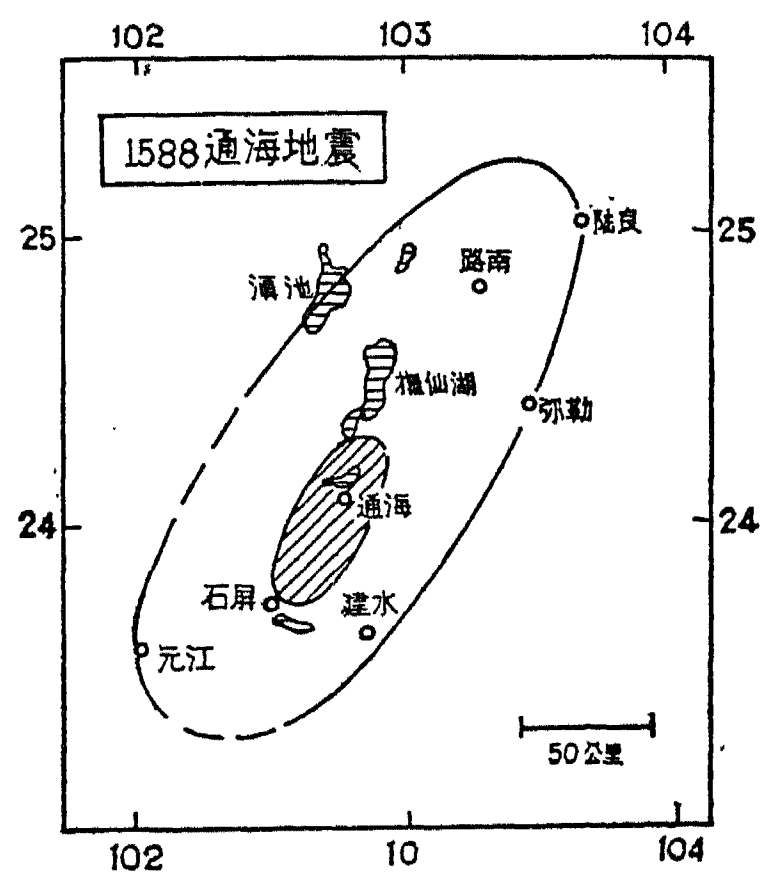 102 103 104
1588通海地震
25 陆良 25
路南
滇池
撫仙湖
弥勒
24 通海 24
石屏 建水
元江
50公里
102 10 104